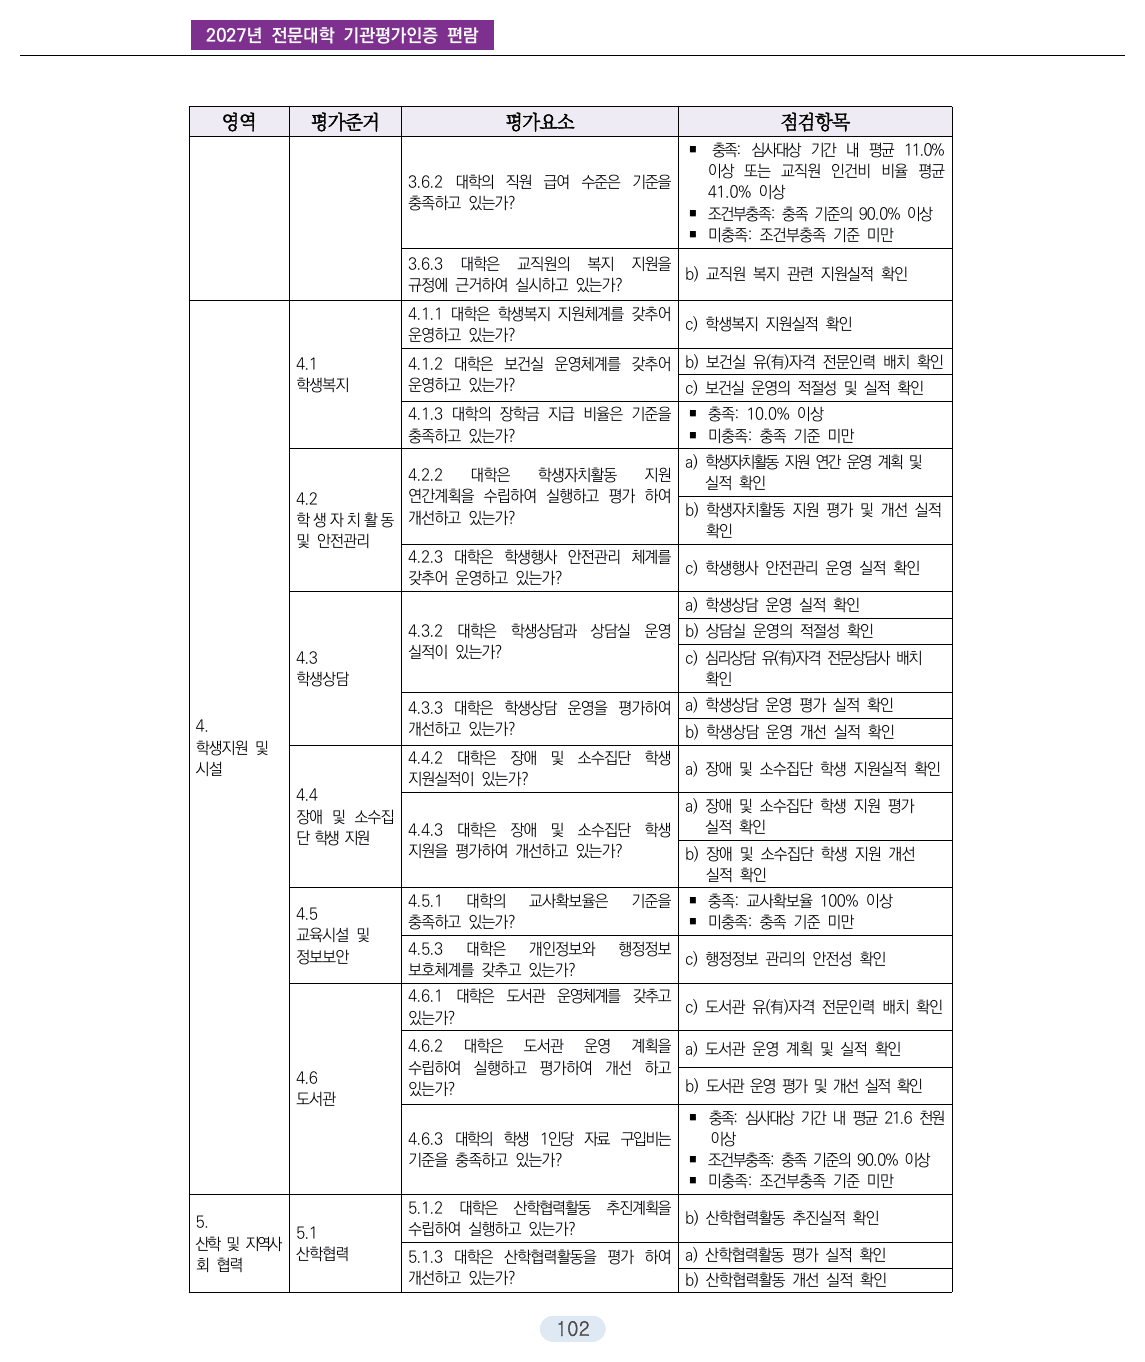 2027년 전문대학 기관평가인증 편람
영역
평가준거
평가요소
점검항목
3.6.2 대학의 직원 급여 수준은 기준을
충족하고 있는가?
▪ 충족: 심사대상 기간 내 평균 11.0%
이상 또는 교직원 인건비 비율 평균
41.0% 이상
▪ 조건부충족: 충족 기준의 90.0% 이상
▪ 미충족: 조건부충족 기준 미만
3.6.3 대학은 교직원의 복지 지원을
규정에 근거하여 실시하고 있는가?
b) 교직원 복지 관련 지원실적 확인
4.
학생지원 및
시설
4.1
학생복지
4.1.1 대학은 학생복지 지원체계를 갖추어
운영하고 있는가?
c) 학생복지 지원실적 확인
4.1.2 대학은 보건실 운영체계를 갖추어
운영하고 있는가?
b) 보건실 유(有)자격 전문인력 배치 확인
c) 보건실 운영의 적절성 및 실적 확인
4.1.3 대학의 장학금 지급 비율은 기준을
충족하고 있는가?
▪ 충족: 10.0% 이상
▪ 미충족: 충족 기준 미만
4.2
학생자치활동
및 안전관리
4.2.2 대학은 학생자치활동 지원
연간계획을 수립하여 실행하고 평가 하여
개선하고 있는가?
a) 학생자치활동 지원 연간 운영 계획 및
실적 확인
b) 학생자치활동 지원 평가 및 개선 실적
확인
4.2.3 대학은 학생행사 안전관리 체계를
갖추어 운영하고 있는가?
c) 학생행사 안전관리 운영 실적 확인
4.3
학생상담
4.3.2 대학은 학생상담과 상담실 운영
실적이 있는가?
a) 학생상담 운영 실적 확인
b) 상담실 운영의 적절성 확인
c) 심리상담 유(有)자격 전문상담사 배치
확인
4.3.3 대학은 학생상담 운영을 평가하여
개선하고 있는가?
a) 학생상담 운영 평가 실적 확인
b) 학생상담 운영 개선 실적 확인
4.4
장애 및 소수집
단 학생 지원
4.4.2 대학은 장애 및 소수집단 학생
지원실적이 있는가?
a) 장애 및 소수집단 학생 지원실적 확인
4.4.3 대학은 장애 및 소수집단 학생
지원을 평가하여 개선하고 있는가?
a) 장애 및 소수집단 학생 지원 평가
실적 확인
b) 장애 및 소수집단 학생 지원 개선
실적 확인
4.5
교육시설 및
정보보안
4.5.1 대학의 교사확보율은 기준을
충족하고 있는가?
▪ 충족: 교사확보율 100% 이상
▪ 미충족: 충족 기준 미만
4.5.3 대학은 개인정보와 행정정보
보호체계를 갖추고 있는가?
c) 행정정보 관리의 안전성 확인
4.6
도서관
4.6.1 대학은 도서관 운영체계를 갖추고
있는가?
c) 도서관 유(有)자격 전문인력 배치 확인
4.6.2 대학은 도서관 운영 계획을
수립하여 실행하고 평가하여 개선 하고
있는가?
a) 도서관 운영 계획 및 실적 확인
b) 도서관 운영 평가 및 개선 실적 확인
4.6.3 대학의 학생 1인당 자료 구입비는
기준을 충족하고 있는가?
▪ 충족: 심사대상 기간 내 평균 21.6 천원
이상
▪ 조건부충족: 충족 기준의 90.0% 이상
▪ 미충족: 조건부충족 기준 미만
5.
산학 및 지역사
회 협력
5.1
산학협력
5.1.2 대학은 산학협력활동 추진계획을
수립하여 실행하고 있는가?
b) 산학협력활동 추진실적 확인
5.1.3 대학은 산학협력활동을 평가 하여
개선하고 있는가?
a) 산학협력활동 평가 실적 확인
b) 산학협력활동 개선 실적 확인
102